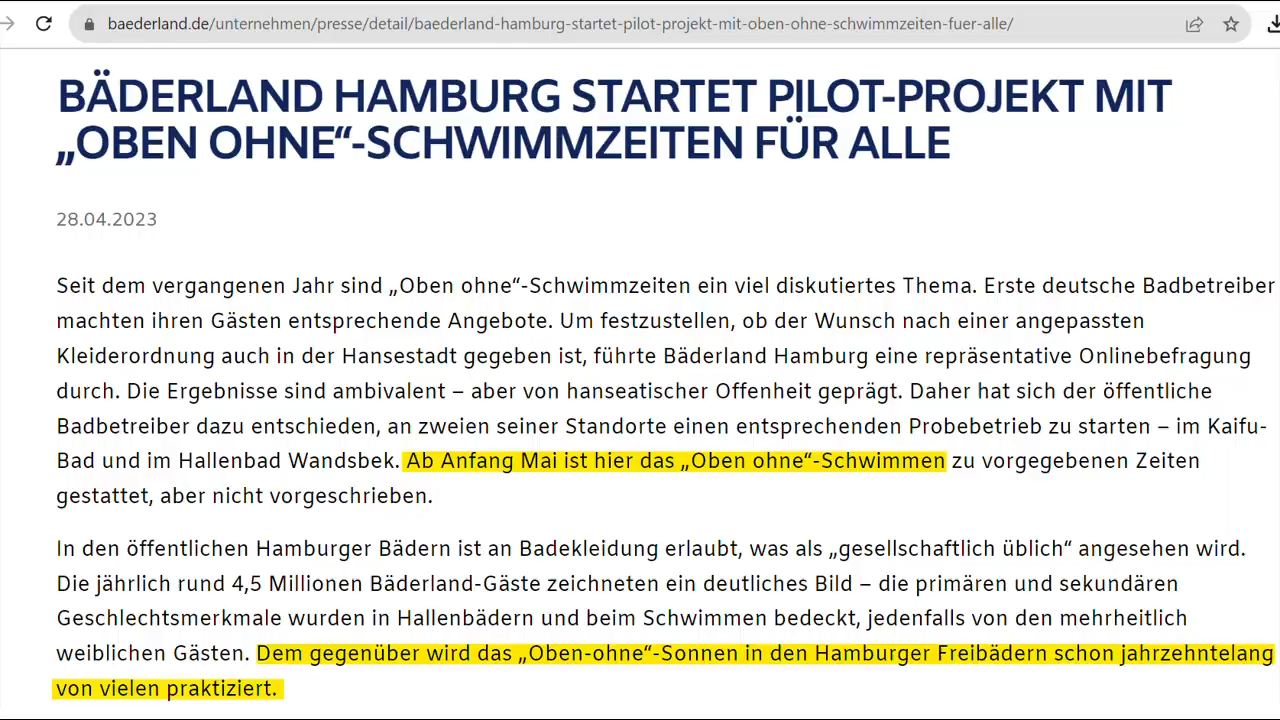 baederland.de/unternehmen/presse/detail/baederland-hamburg-startet-pilot-projekt-mit-oben-ohne-schwimmzeiten-fuer-alle/
BÄDERLAND HAMBURG STARTET PILOT-PROJEKT MIT
„OBEN OHNE“-SCHWIMMZEITEN FÜR ALLE
28.04.2023
Seit dem vergangenen Jahr sind „Oben ohne“-Schwimmzeiten ein viel diskutiertes Thema. Erste deutsche Badbetreiber
machten ihren Gästen entsprechende Angebote. Um festzustellen, ob der Wunsch nach einer angepassten
Kleiderordnung auch in der Hansestadt gegeben ist, führte Bäderland Hamburg eine repräsentative Onlinebefragung
durch. Die Ergebnisse sind ambivalent – aber von hanseatischer Offenheit geprägt. Daher hat sich der öffentliche
Badbetreiber dazu entschieden, an zweien seiner Standorte einen entsprechenden Probebetrieb zu starten – im Kaifu-
Bad und im Hallenbad Wandsbek. Ab Anfang Mai ist hier das „Oben ohne“-Schwimmen zu vorgegebenen Zeiten
gestattet, aber nicht vorgeschrieben.
In den öffentlichen Hamburger Bädern ist an Badekleidung erlaubt, was als „gesellschaftlich üblich“ angesehen wird.
Die jährlich rund 4,5 Millionen Bäderland-Gäste zeichneten ein deutliches Bild – die primären und sekundären
Geschlechtsmerkmale wurden in Hallenbädern und beim Schwimmen bedeckt, jedenfalls von den mehrheitlich
weiblichen Gästen. Dem gegenüber wird das „Oben-ohne“-Sonnen in den Hamburger Freibädern schon jahrzehntelang
von vielen praktiziert.